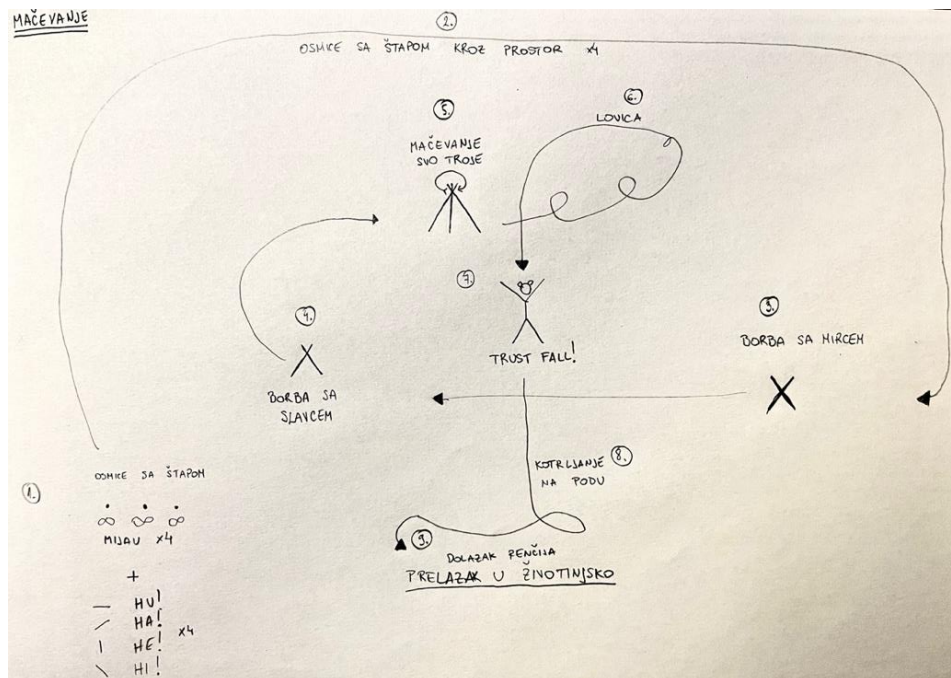 MAČEVANJE
2.
OSMICE SA ŠTAPOM KROZ PROSTOR x4
5.
MAČEVANJE
SVO TROJE
6.
LOVICA
7.
TRUST FALL!
3.
BORBA SA MIRCEM
4.
BORBA SA
SLAVCEM
KOTRLJANJE 8.
NA PODU
9.
DOLAZAK RENČIJA
PRELAZAK U ŽIVOTINJSKO
1.
OSMICE SA ŠTAPOM
MIJAU x4
+
— HU!
/ HA!
| HE! x4
\ HI!